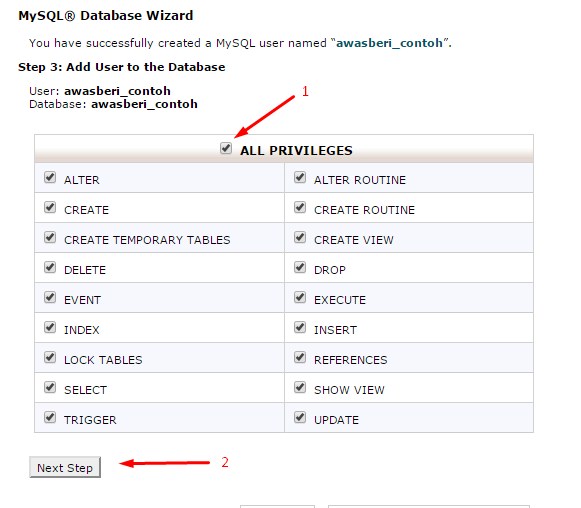 MySQL® Database Wizard
You have successfully created a MySQL user named “awasberi_contoh”.
Step 3: Add User to the Database
User: awasberi_contoh
Database: awasberi_contoh
1
ALL PRIVILEGES
ALTER ALTER ROUTINE
CREATE CREATE ROUTINE
CREATE TEMPORARY TABLES CREATE VIEW
DELETE DROP
EVENT EXECUTE
INDEX INSERT
LOCK TABLES REFERENCES
SELECT SHOW VIEW
TRIGGER UPDATE
Next Step 2